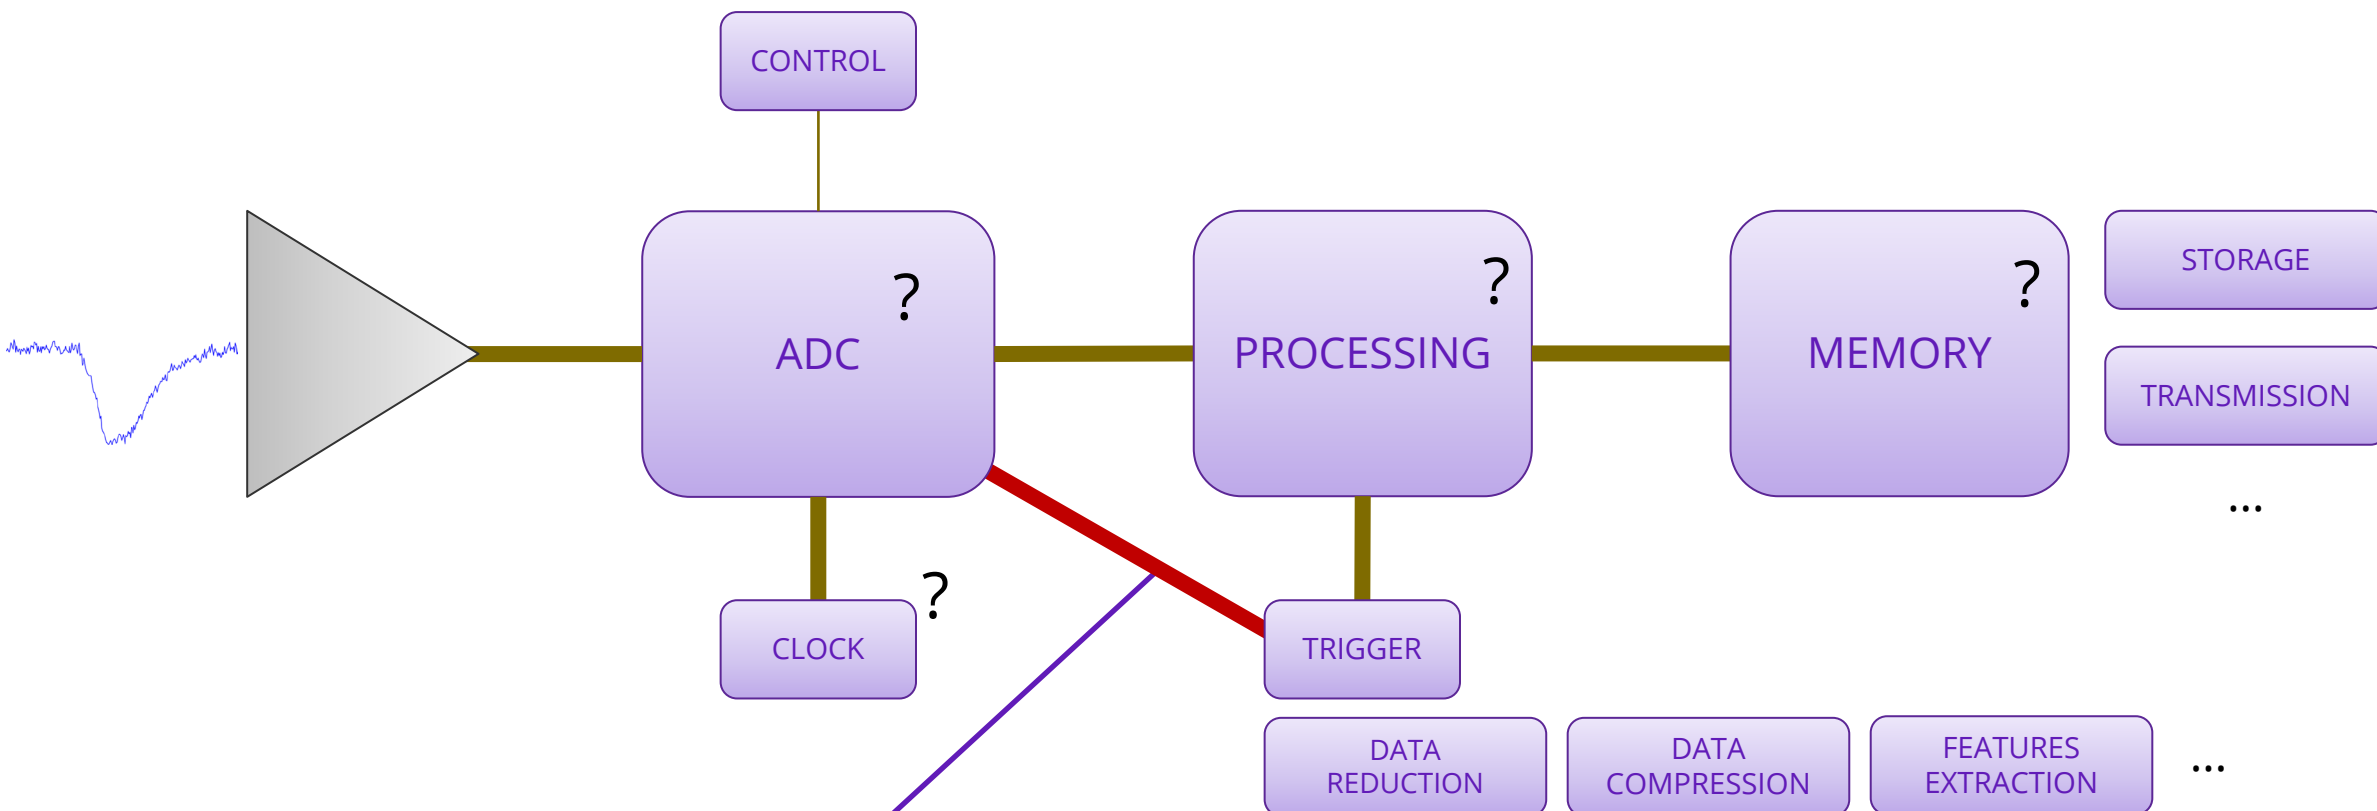 CONTROL
?
ADC
?
PROCESSING
?
MEMORY
STORAGE
TRANSMISSION
...
?
CLOCK
TRIGGER
DATA
REDUCTION
DATA
COMPRESSION
FEATURES
EXTRACTION
...